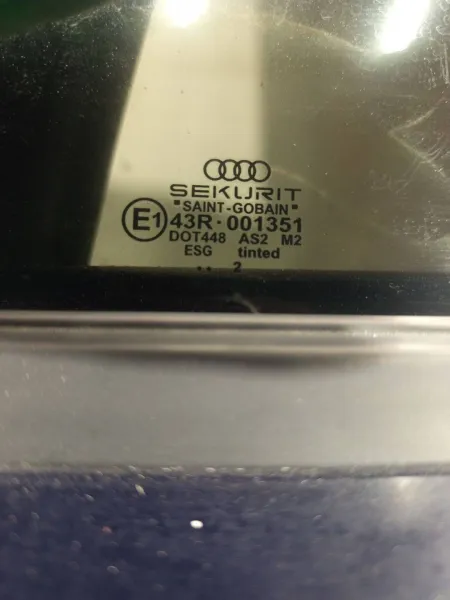 SEKURIT
"SAINT-GOBAIN"
E1 43R-001351
DOT448 AS2 M2
ESG tinted
.. 2